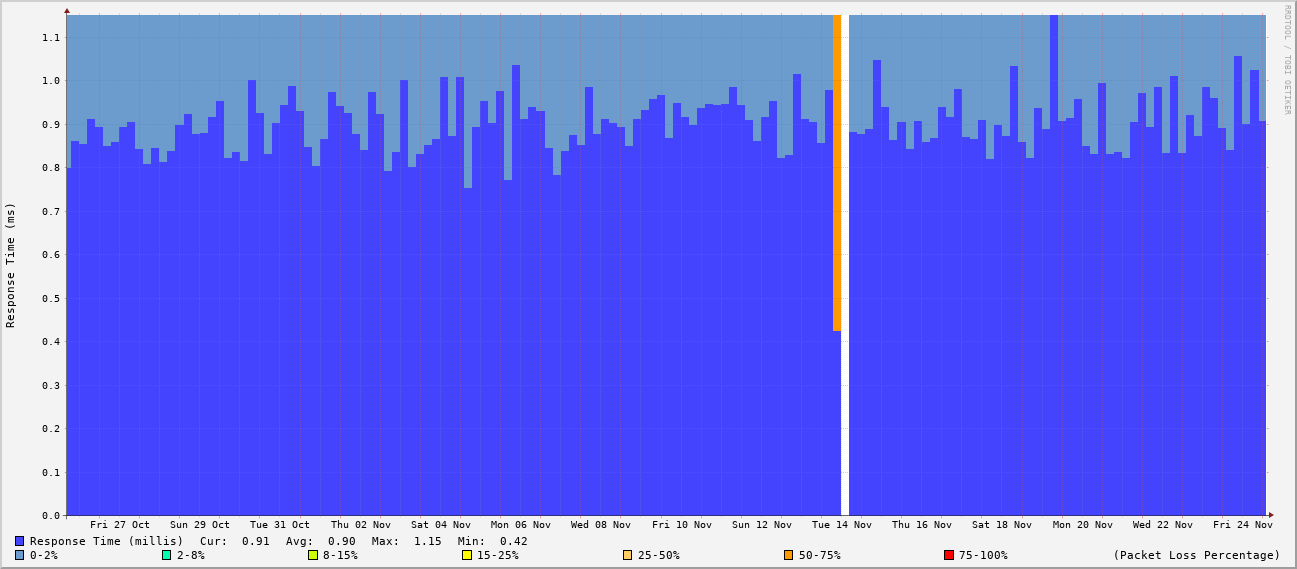 RRDTOOL / TOBI OETIKER
Response Time (ms)
1.1
1.0
0.9
0.8
0.7
0.6
0.5
0.4
0.3
0.2
0.1
0.0
Fri 27 Oct Sun 29 Oct Tue 31 Oct Thu 02 Nov Sat 04 Nov Mon 06 Nov Wed 08 Nov Fri 10 Nov Sun 12 Nov Tue 14 Nov Thu 16 Nov Sat 18 Nov Mon 20 Nov Wed 22 Nov Fri 24 Nov
Response Time (millis) Cur: 0.91 Avg: 0.90 Max: 1.15 Min: 0.42
0-2% 2-8% 8-15% 15-25% 25-50% 50-75% 75-100% (Packet Loss Percentage)